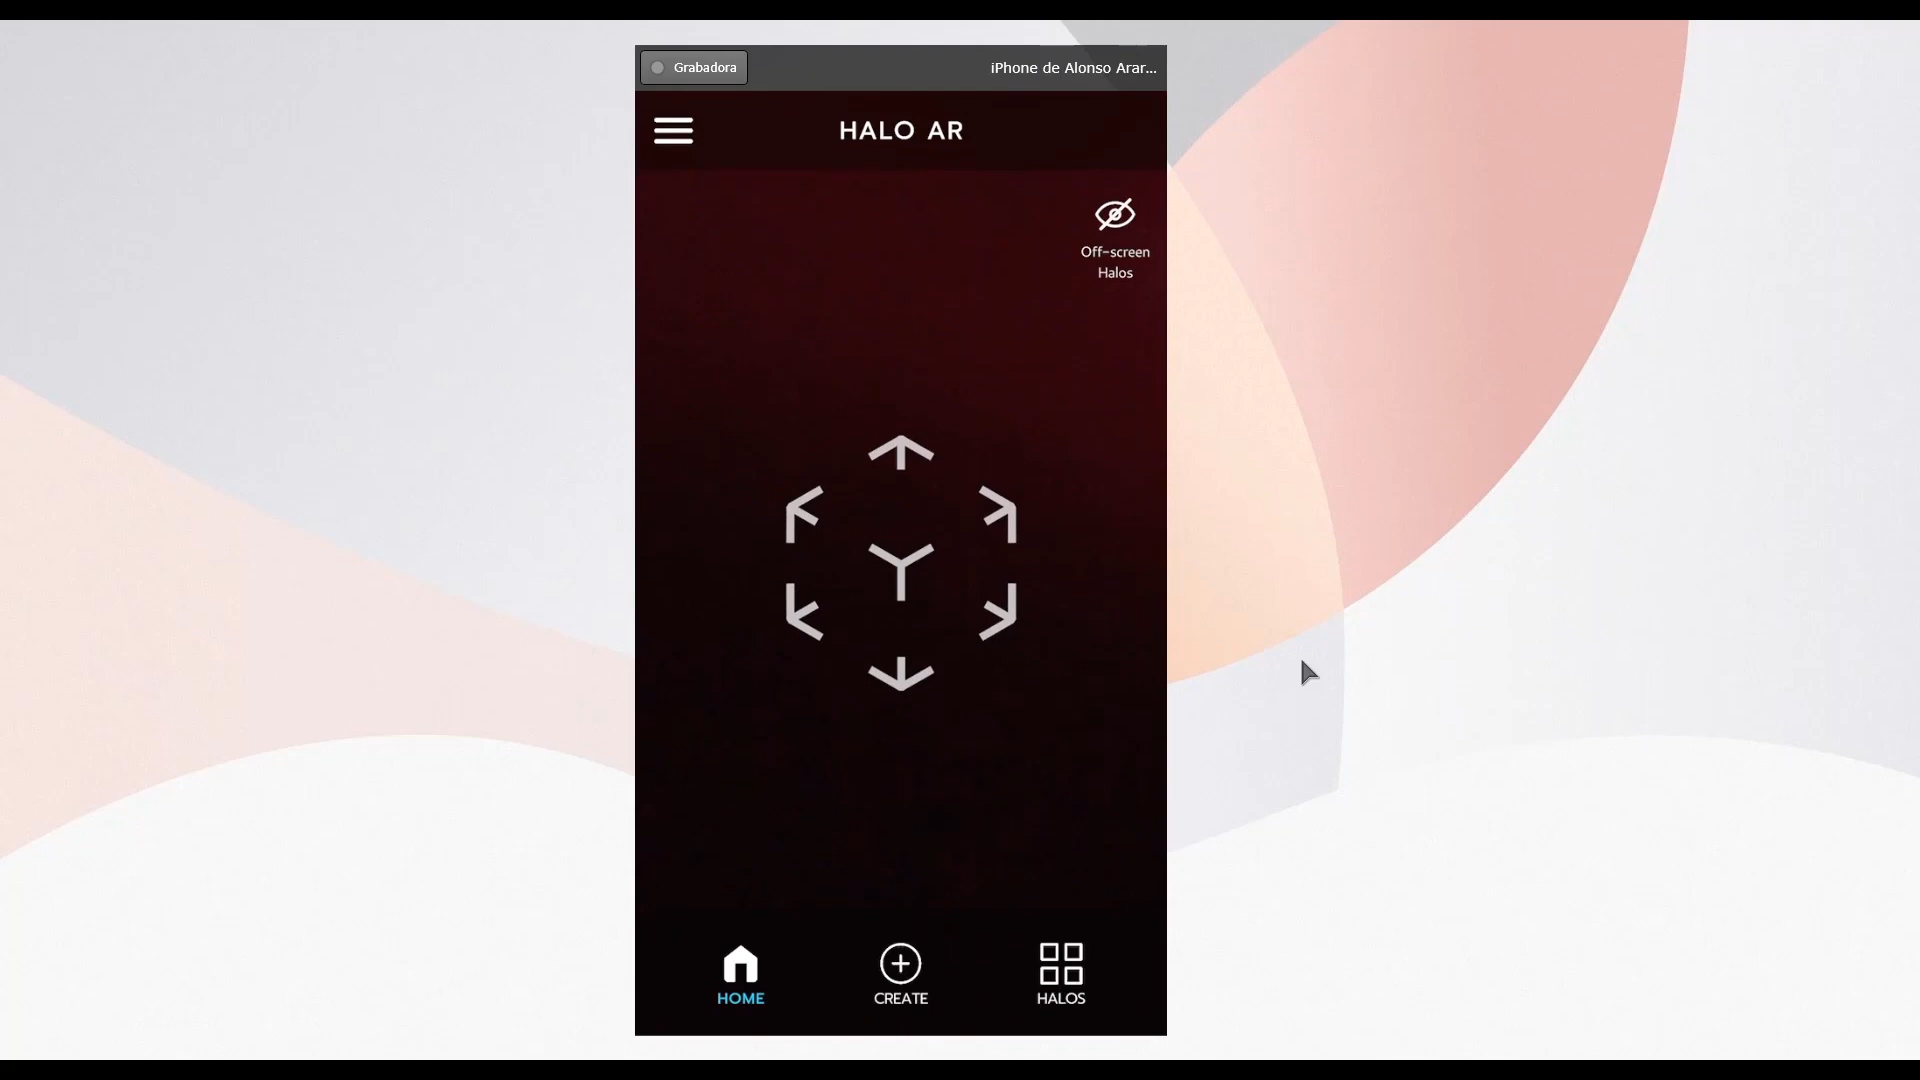 Grabadora
iPhone de Alonso Arar...
HALO AR
Off-screen
Halos
HOME
CREATE
HALOS